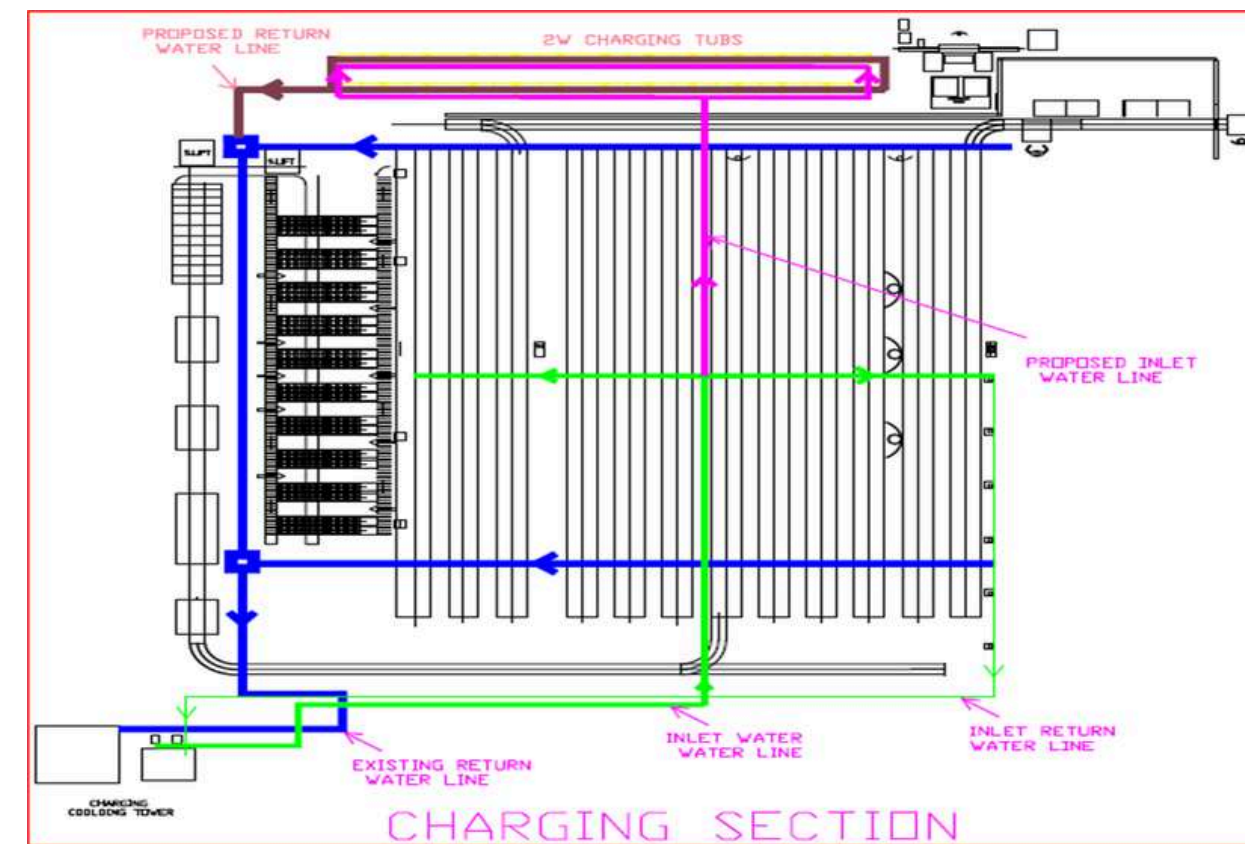 PROPOSED RETURN
WATER LINE
2W CHARGING TUBS
S.LIFT
S.LIFT
PROPOSED INLET
WATER LINE
INLET WATER
WATER LINE
INLET RETURN
WATER LINE
EXISTING RETURN
WATER LINE
CHARGING
COOLDING TOWER
CHARGING SECTION